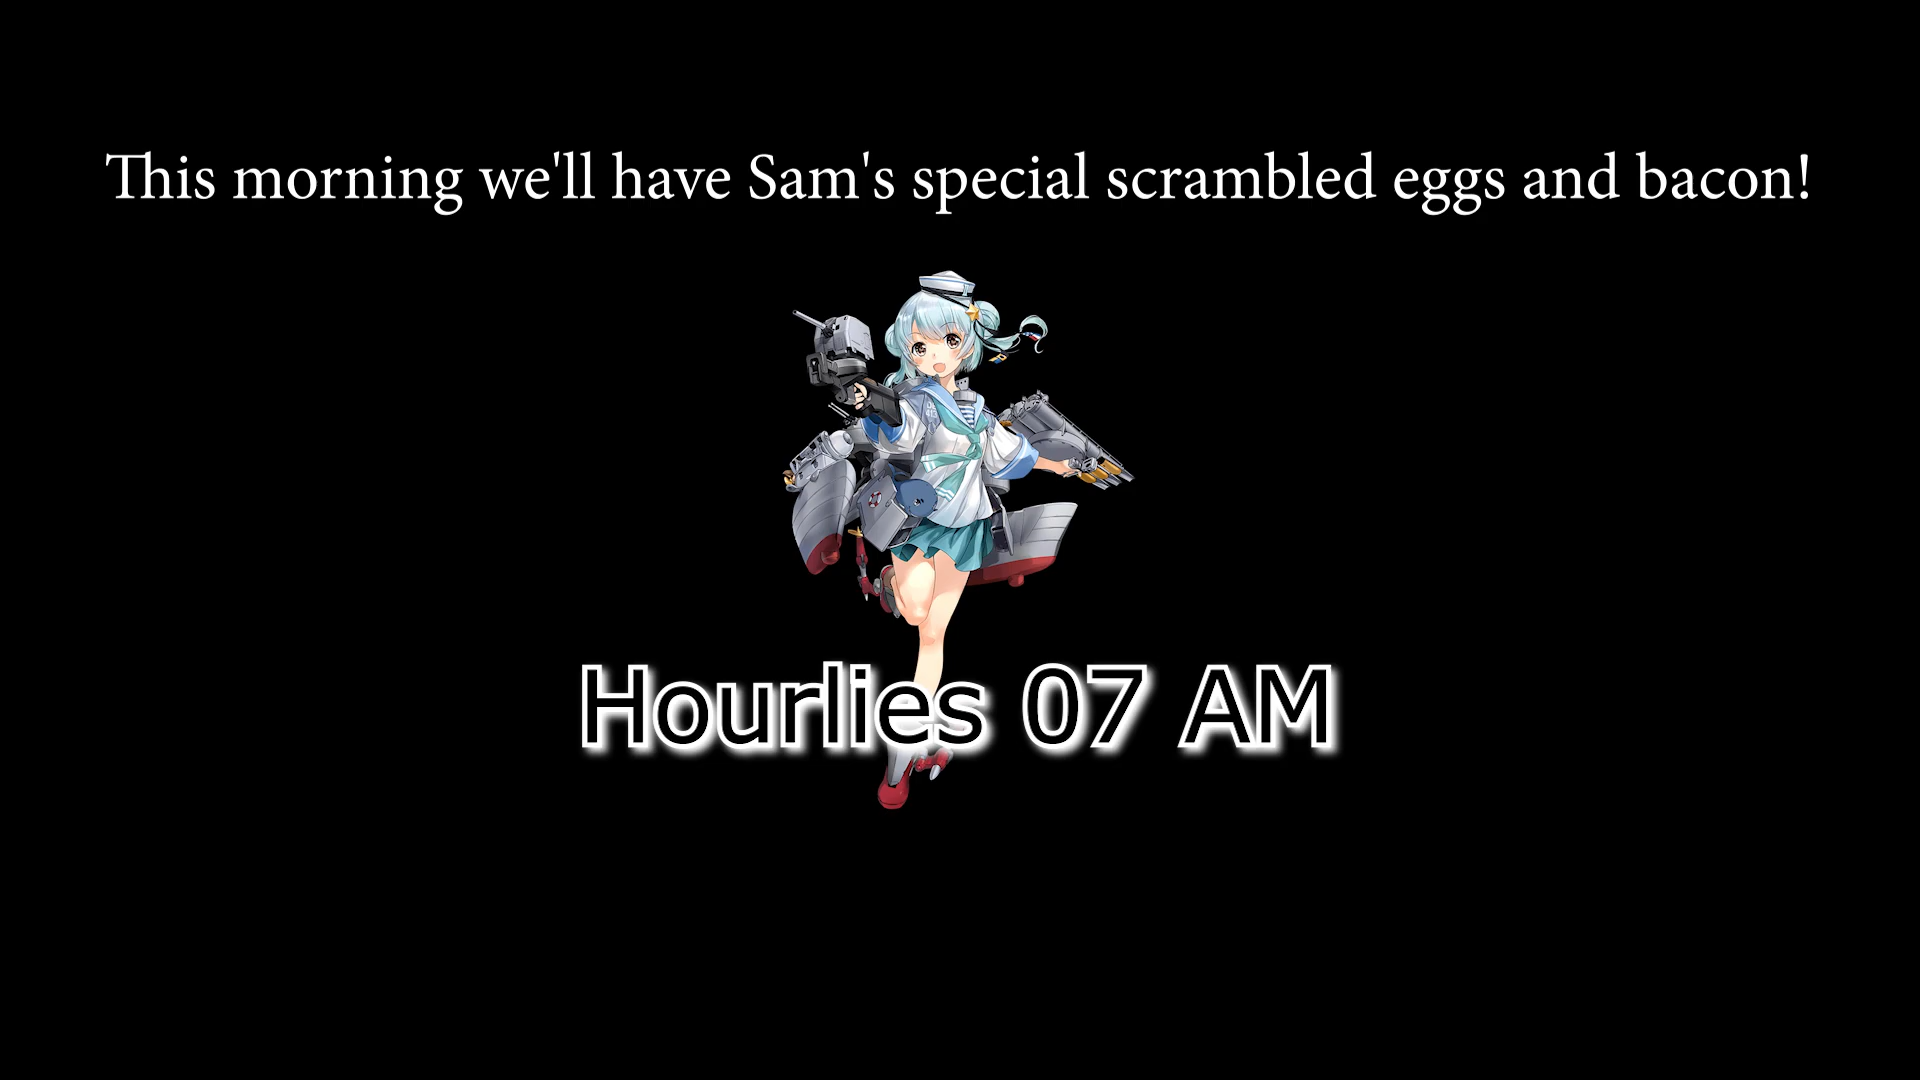 This morning we'll have Sam's special scrambled eggs and bacon!
Hourlies 07 AM